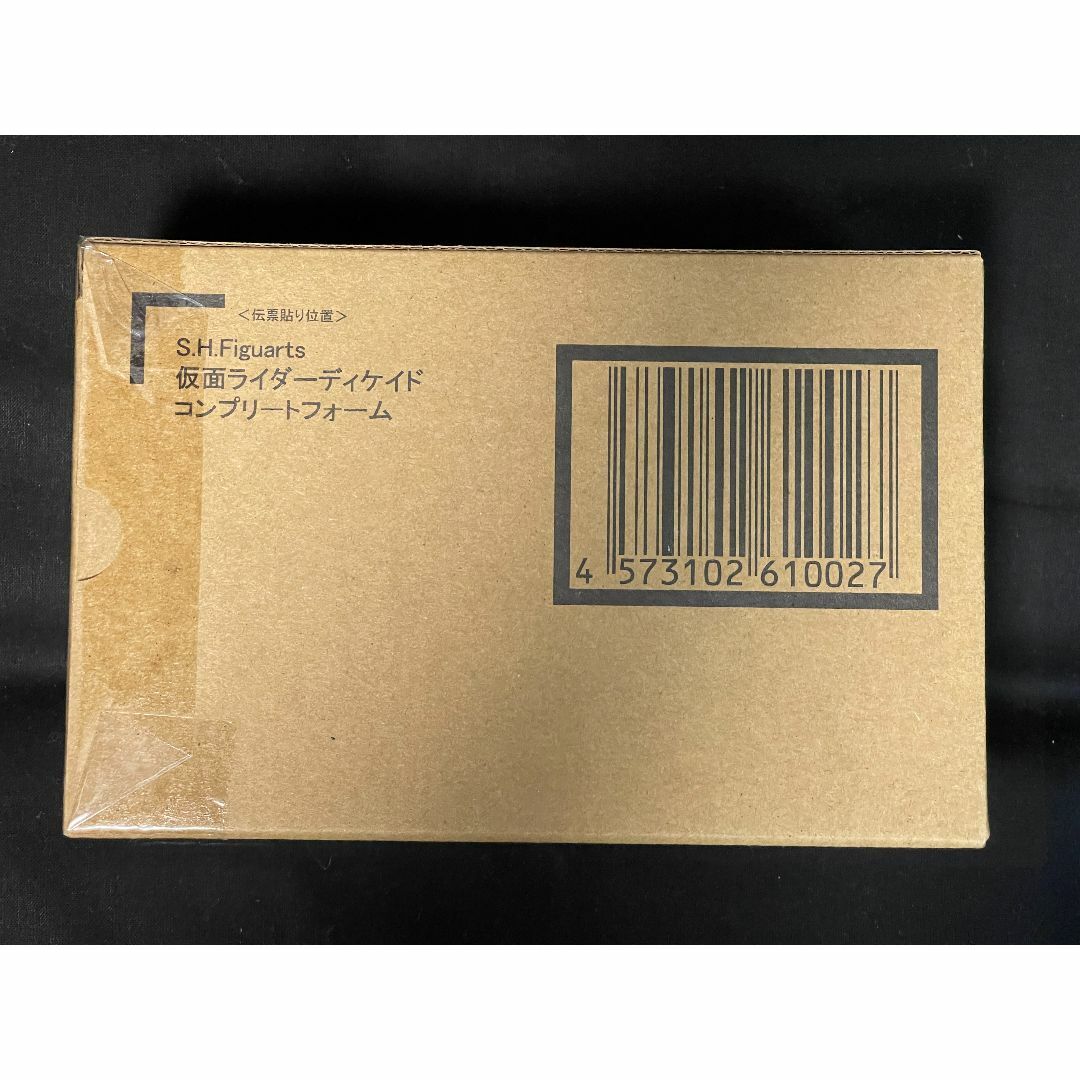 ＜伝票貼り位置＞
S.H.Figuarts
仮面ライダーディケイド
コンプリートフォーム
4 573102 610027